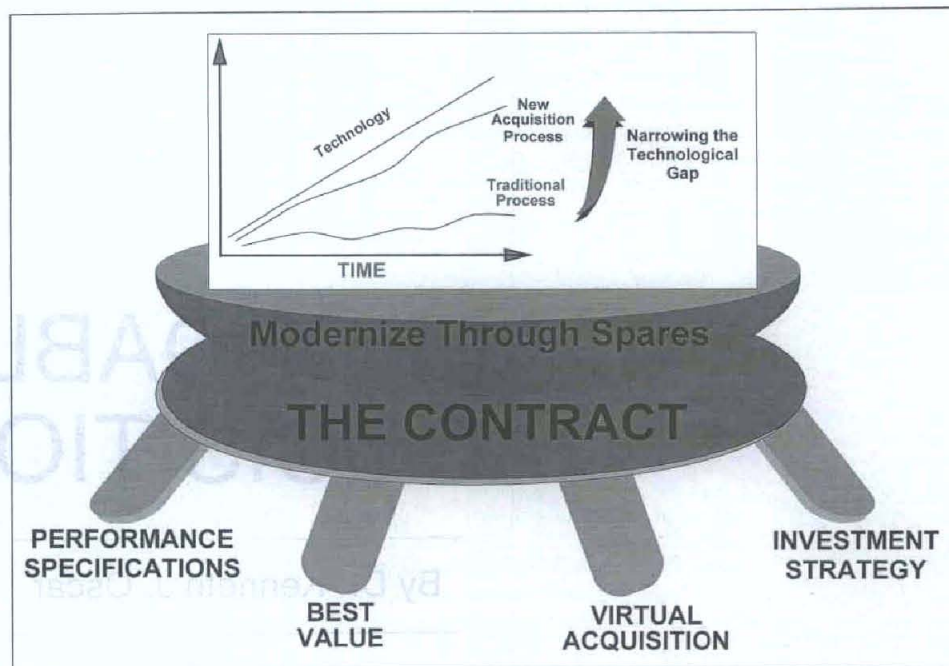 Technology
New
Acquisition
Process
Narrowing the
Technological
Gap
Traditional
Process
TIME
Modernize Through Spares
THE CONTRACT
PERFORMANCE
SPECIFICATIONS
BEST
VALUE
VIRTUAL
ACQUISITION
INVESTMENT
STRATEGY